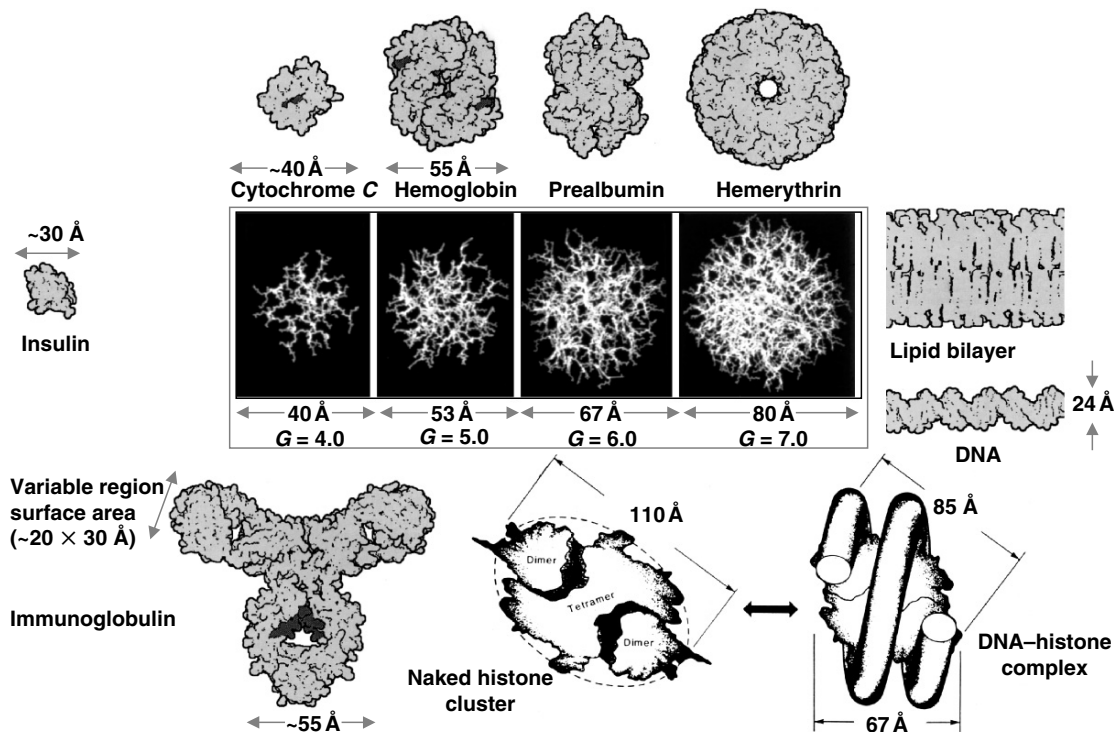 ~40 Å
55 Å
Cytochrome C
Hemoglobin
Prealbumin
Hemerythrin
~30 Å
Insulin
Lipid bilayer
40 Å
53 Å
67 Å
80 Å
G = 4.0
G = 5.0
G = 6.0
G = 7.0
24 Å
DNA
Variable region
surface area
(~20 × 30 Å)
Immunoglobulin
~55 Å
110 Å
Dimer
Tetramer
Dimer
Naked histone
cluster
85 Å
DNA–histone
complex
67 Å